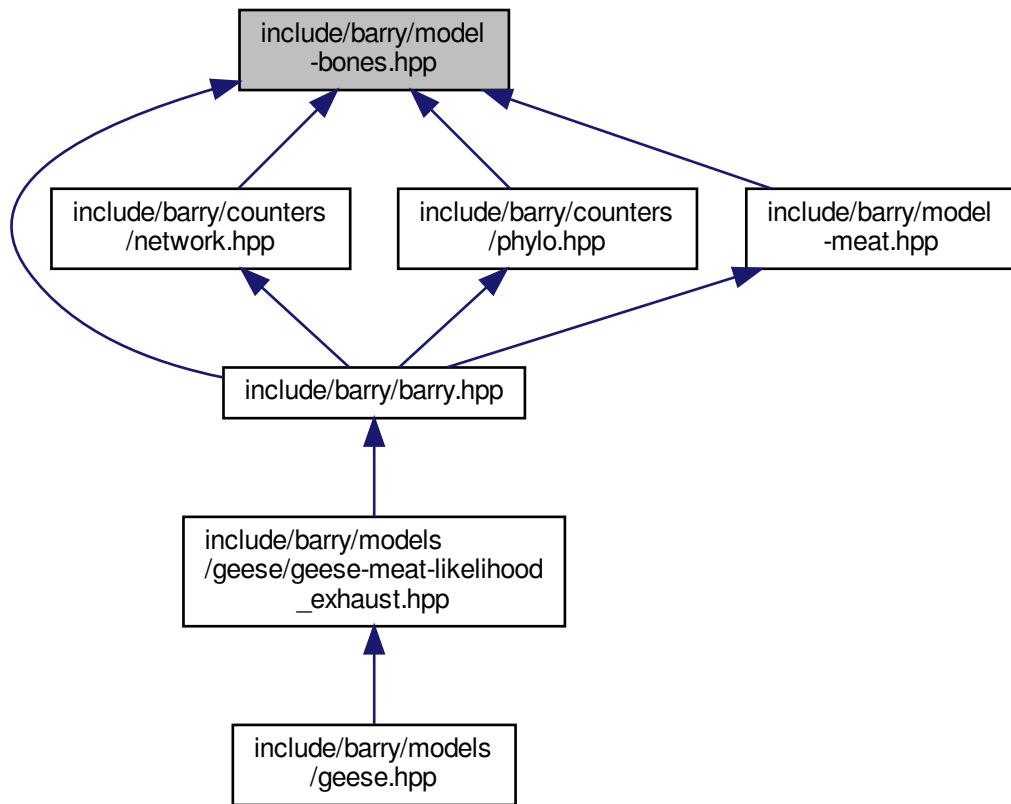 include/barry/model
-bones.hpp
include/barry/counters
/network.hpp
include/barry/counters
/phylo.hpp
include/barry/model
-meat.hpp
include/barry/barry.hpp
include/barry/models
/geese/geese-meat-likelihood
_exhaust.hpp
include/barry/models
/geese.hpp